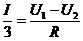 I/3 = (U₁ − U₂)/R